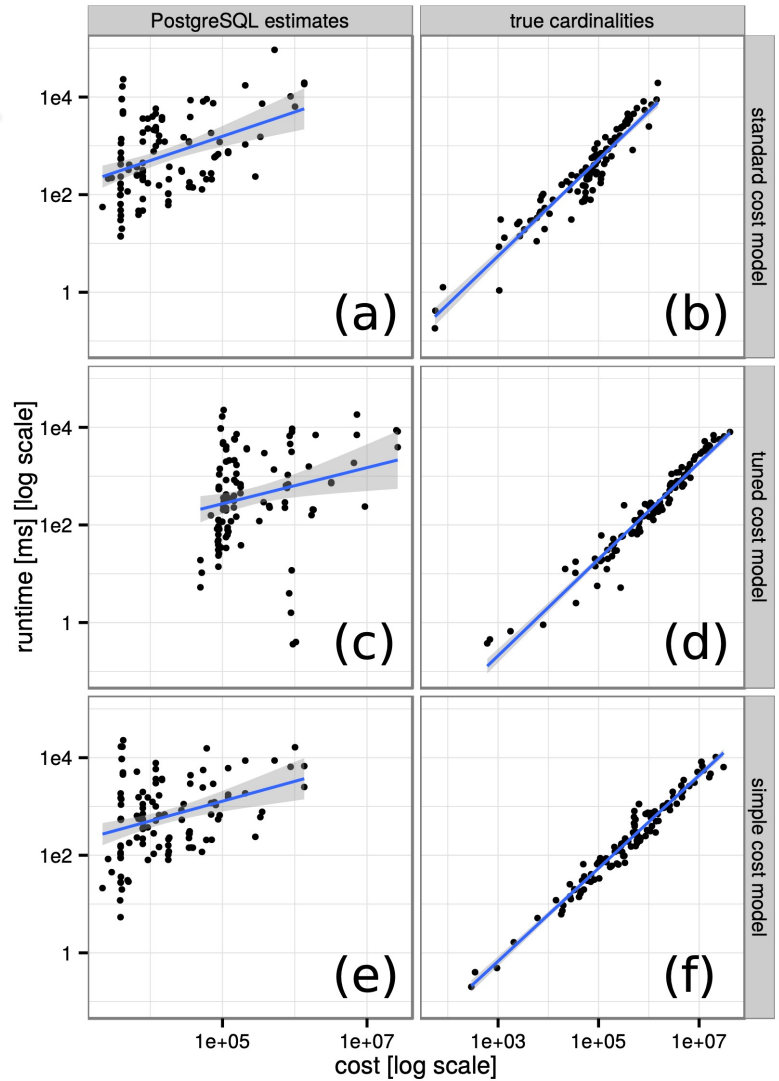 PostgreSQL estimates
true cardinalities
1e4
1e2
1
(a)
(b)
standard cost model
1e4
1e2
1
(c)
(d)
tuned cost model
runtime [ms] [log scale]
1e4
1e2
1
(e)
(f)
simple cost model
1e+05
1e+07
1e+03
1e+05
1e+07
cost [log scale]